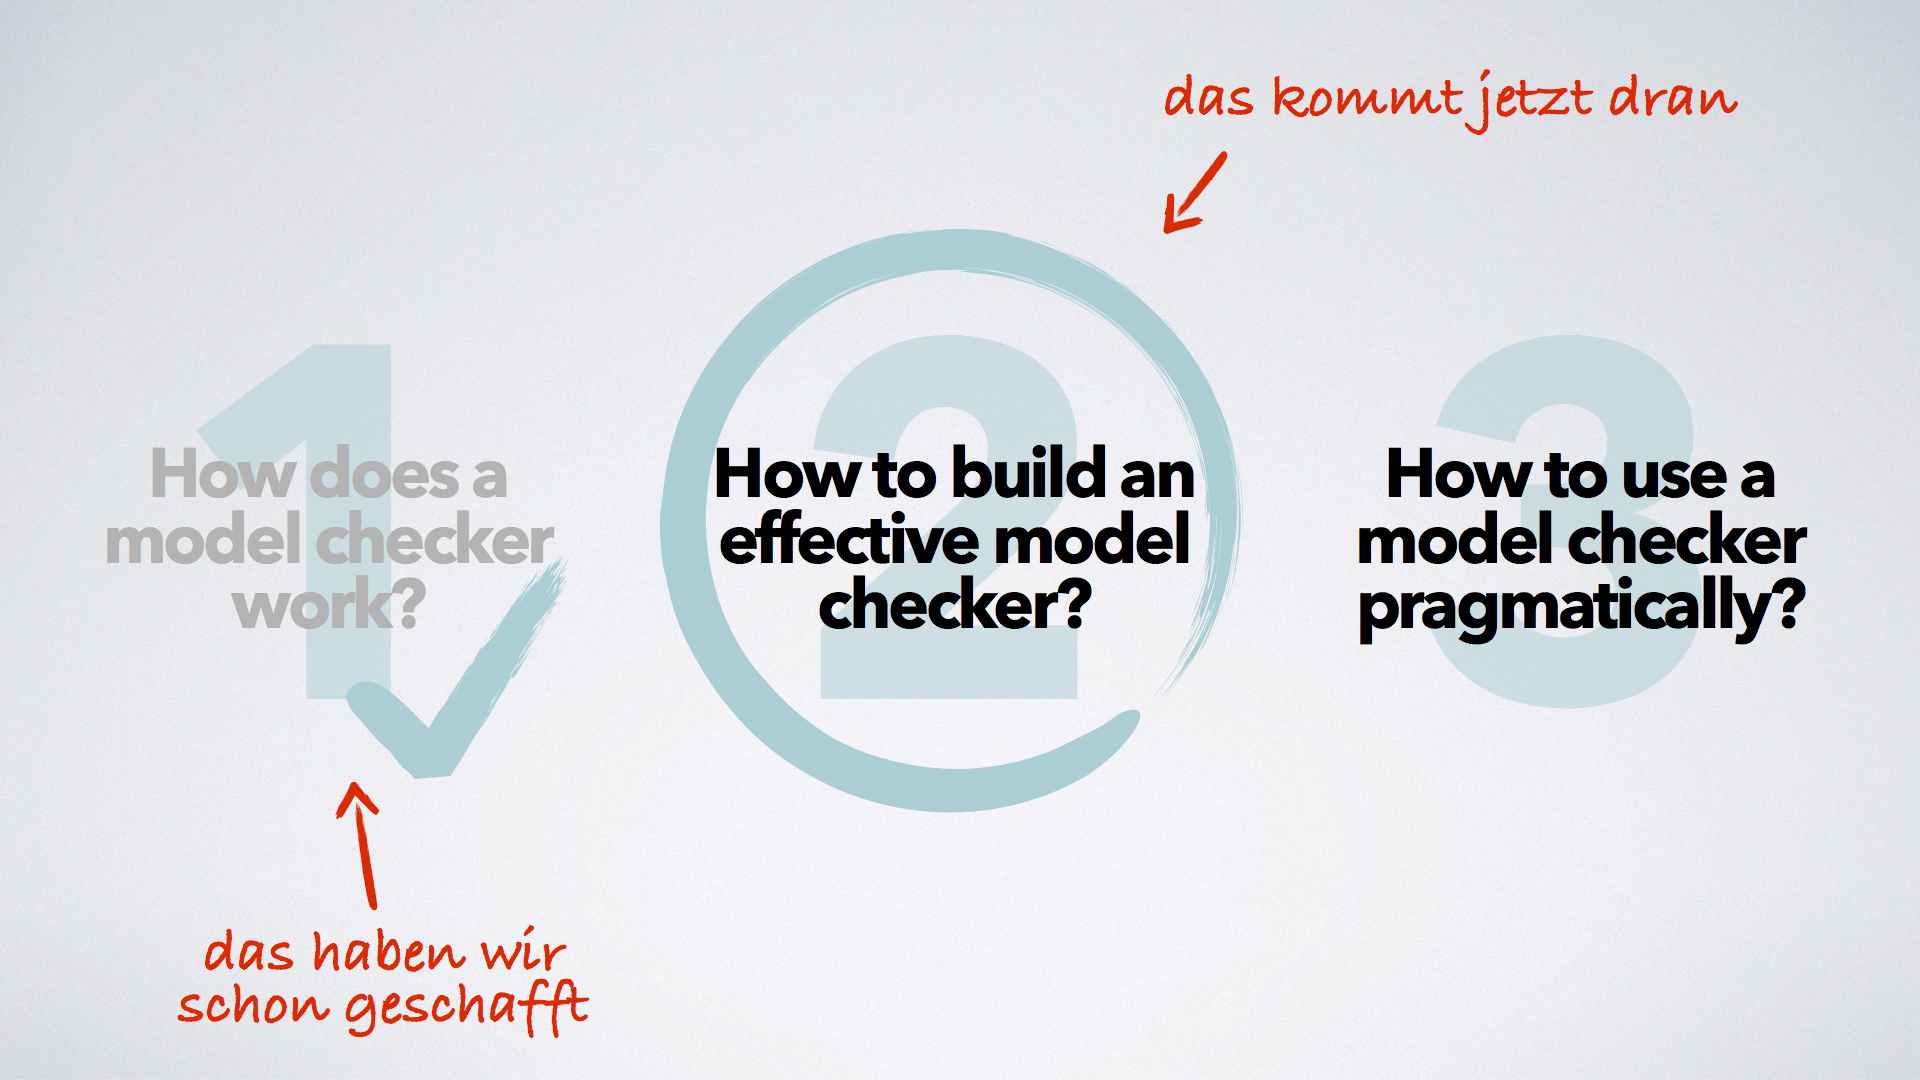 das kommt jetzt dran
1
How does a
model checker
work?
2
How to build an
effective model
checker?
3
How to use a
model checker
pragmatically?
das haben wir
schon geschafft